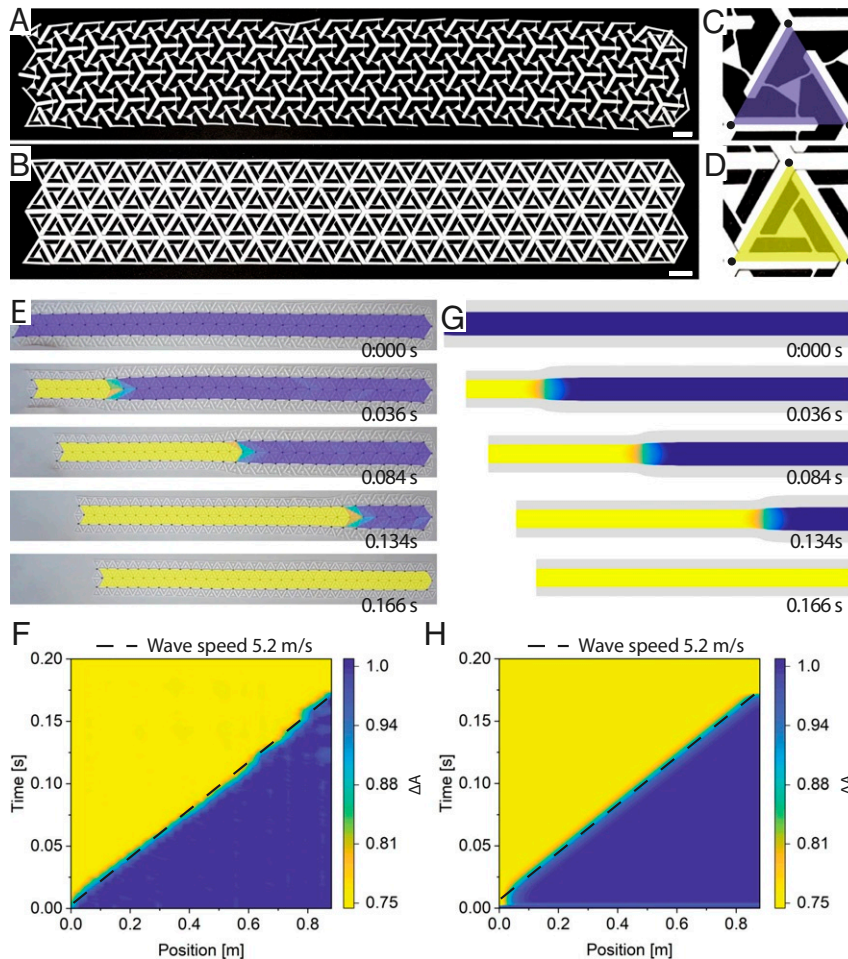 A
C
B
D
E
G
0:000 s
0:000 s
0.036 s
0.036 s
0.084 s
0.084 s
0.134s
0.134s
0.166 s
0.166 s
F
Wave speed 5.2 m/s
H
Wave speed 5.2 m/s
0.20
0.15
0.10
0.05
0.00
Time [s]
0.0 0.2 0.4 0.6 0.8
Position [m]
1.0
0.94
0.88
0.81
0.75
ΔA
0.20
0.15
0.10
0.05
0.00
Time [s]
0.0 0.2 0.4 0.6 0.8
Position [m]
1.0
0.94
0.88
0.81
0.75